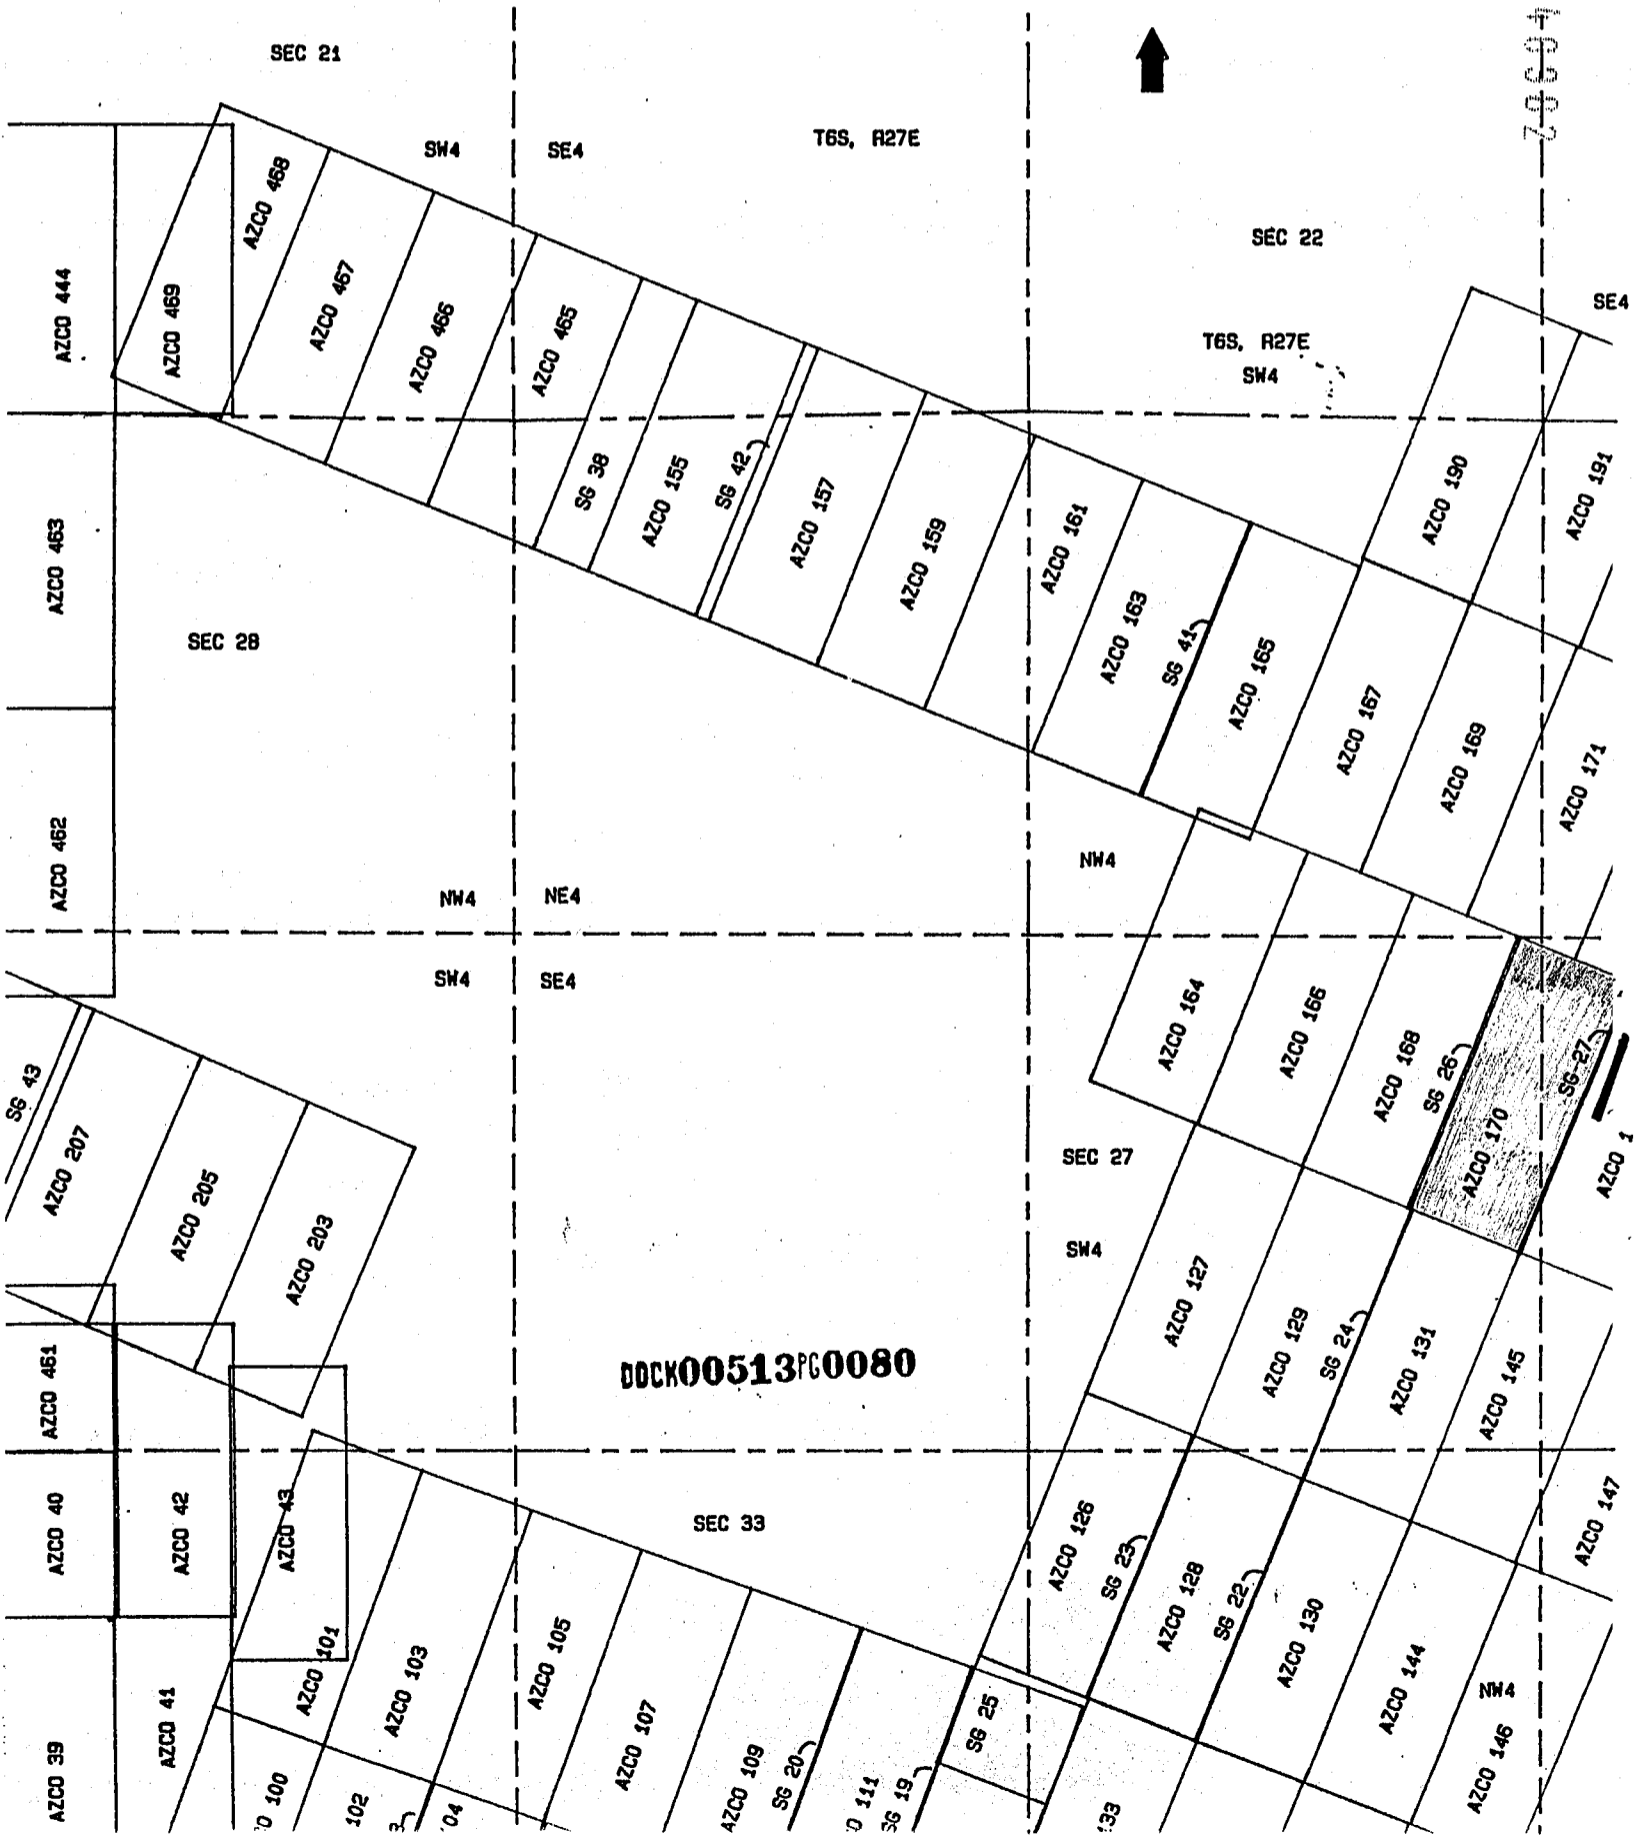 SEC 21
SW4
SE4
T6S, R27E
SEC 22
SE4
T6S, R27E
SW4
AZCO 444
AZCO 469
AZCO 468
AZCO 467
AZCO 466
AZCO 465
SG 38
AZCO 155
SG 42
AZCO 157
AZCO 159
AZCO 161
AZCO 163
SG 41
AZCO 165
AZCO 167
AZCO 169
AZCO 171
AZCO 190
AZCO 191
AZCO 463
SEC 28
AZCO 462
NW4
NE4
NW4
SW4
SE4
AZCO 164
AZCO 166
AZCO 168
SG 26
AZCO 170
SG 27
AZCO 1
SG 43
AZCO 207
AZCO 205
AZCO 203
SEC 27
SW4
AZCO 127
AZCO 129
SG 24
AZCO 131
AZCO 145
AZCO 147
DOCK00513PG0080
AZCO 461
AZCO 40
AZCO 42
AZCO 43
SEC 33
AZCO 126
SG 23
AZCO 128
SG 22
AZCO 130
AZCO 144
NW4
AZCO 146
AZCO 39
AZCO 41
AZCO 101
AZCO 103
AZCO 105
AZCO 107
AZCO 109
SG 20
111
SG 19
SG 25
100
102
04
133